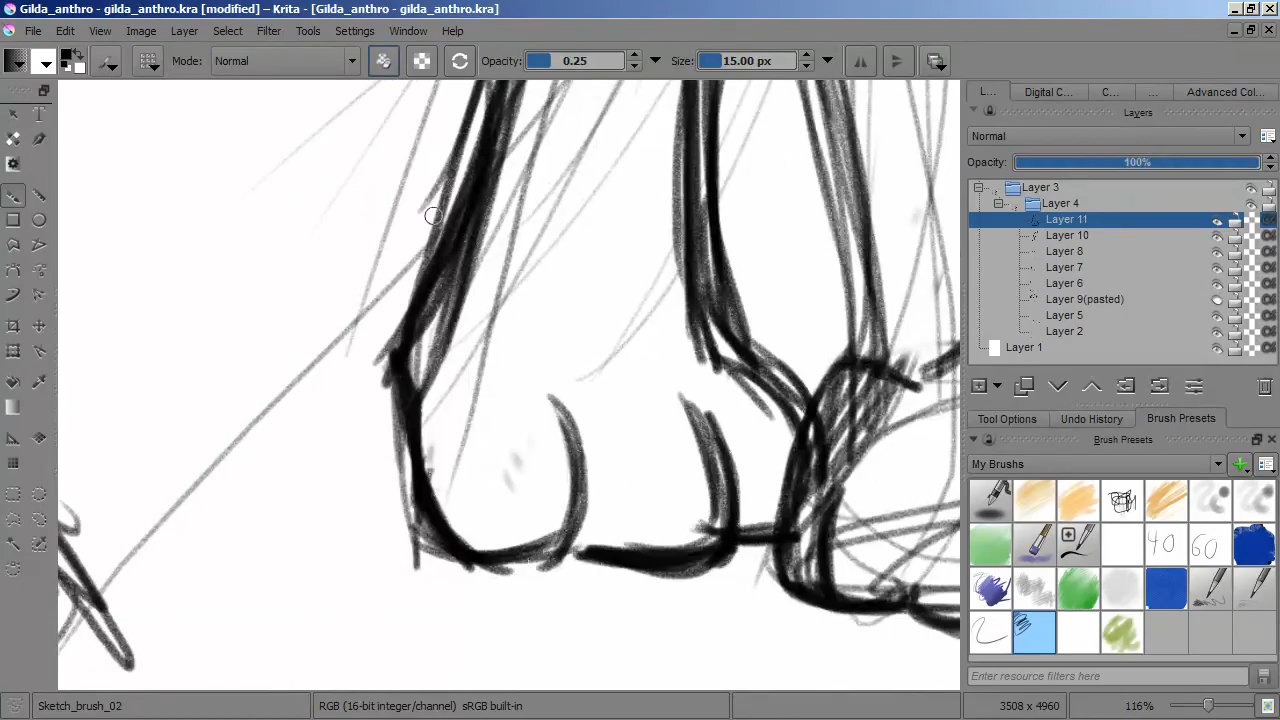 Gilda_anthro - gilda_anthro.kra [modified] – Krita - [Gilda_anthro - gilda_anthro.kra]
File Edit View Image Layer Select Filter Tools Settings Window Help
Mode: Normal Opacity: 0.25 Size: 15.00 px
L... Digital C... C... ... Advanced Col...
Layers
Normal
Opacity: 100%
Layer 3
Layer 4
Layer 11
Layer 10
Layer 8
Layer 7
Layer 6
Layer 9(pasted)
Layer 5
Layer 2
Layer 1
Tool Options Undo History Brush Presets
Brush Presets
My Brushes
40 60
Enter resource filters here
Sketch_brush_02 RGB (16-bit integer/channel) sRGB built-in 3508 x 4960 116%